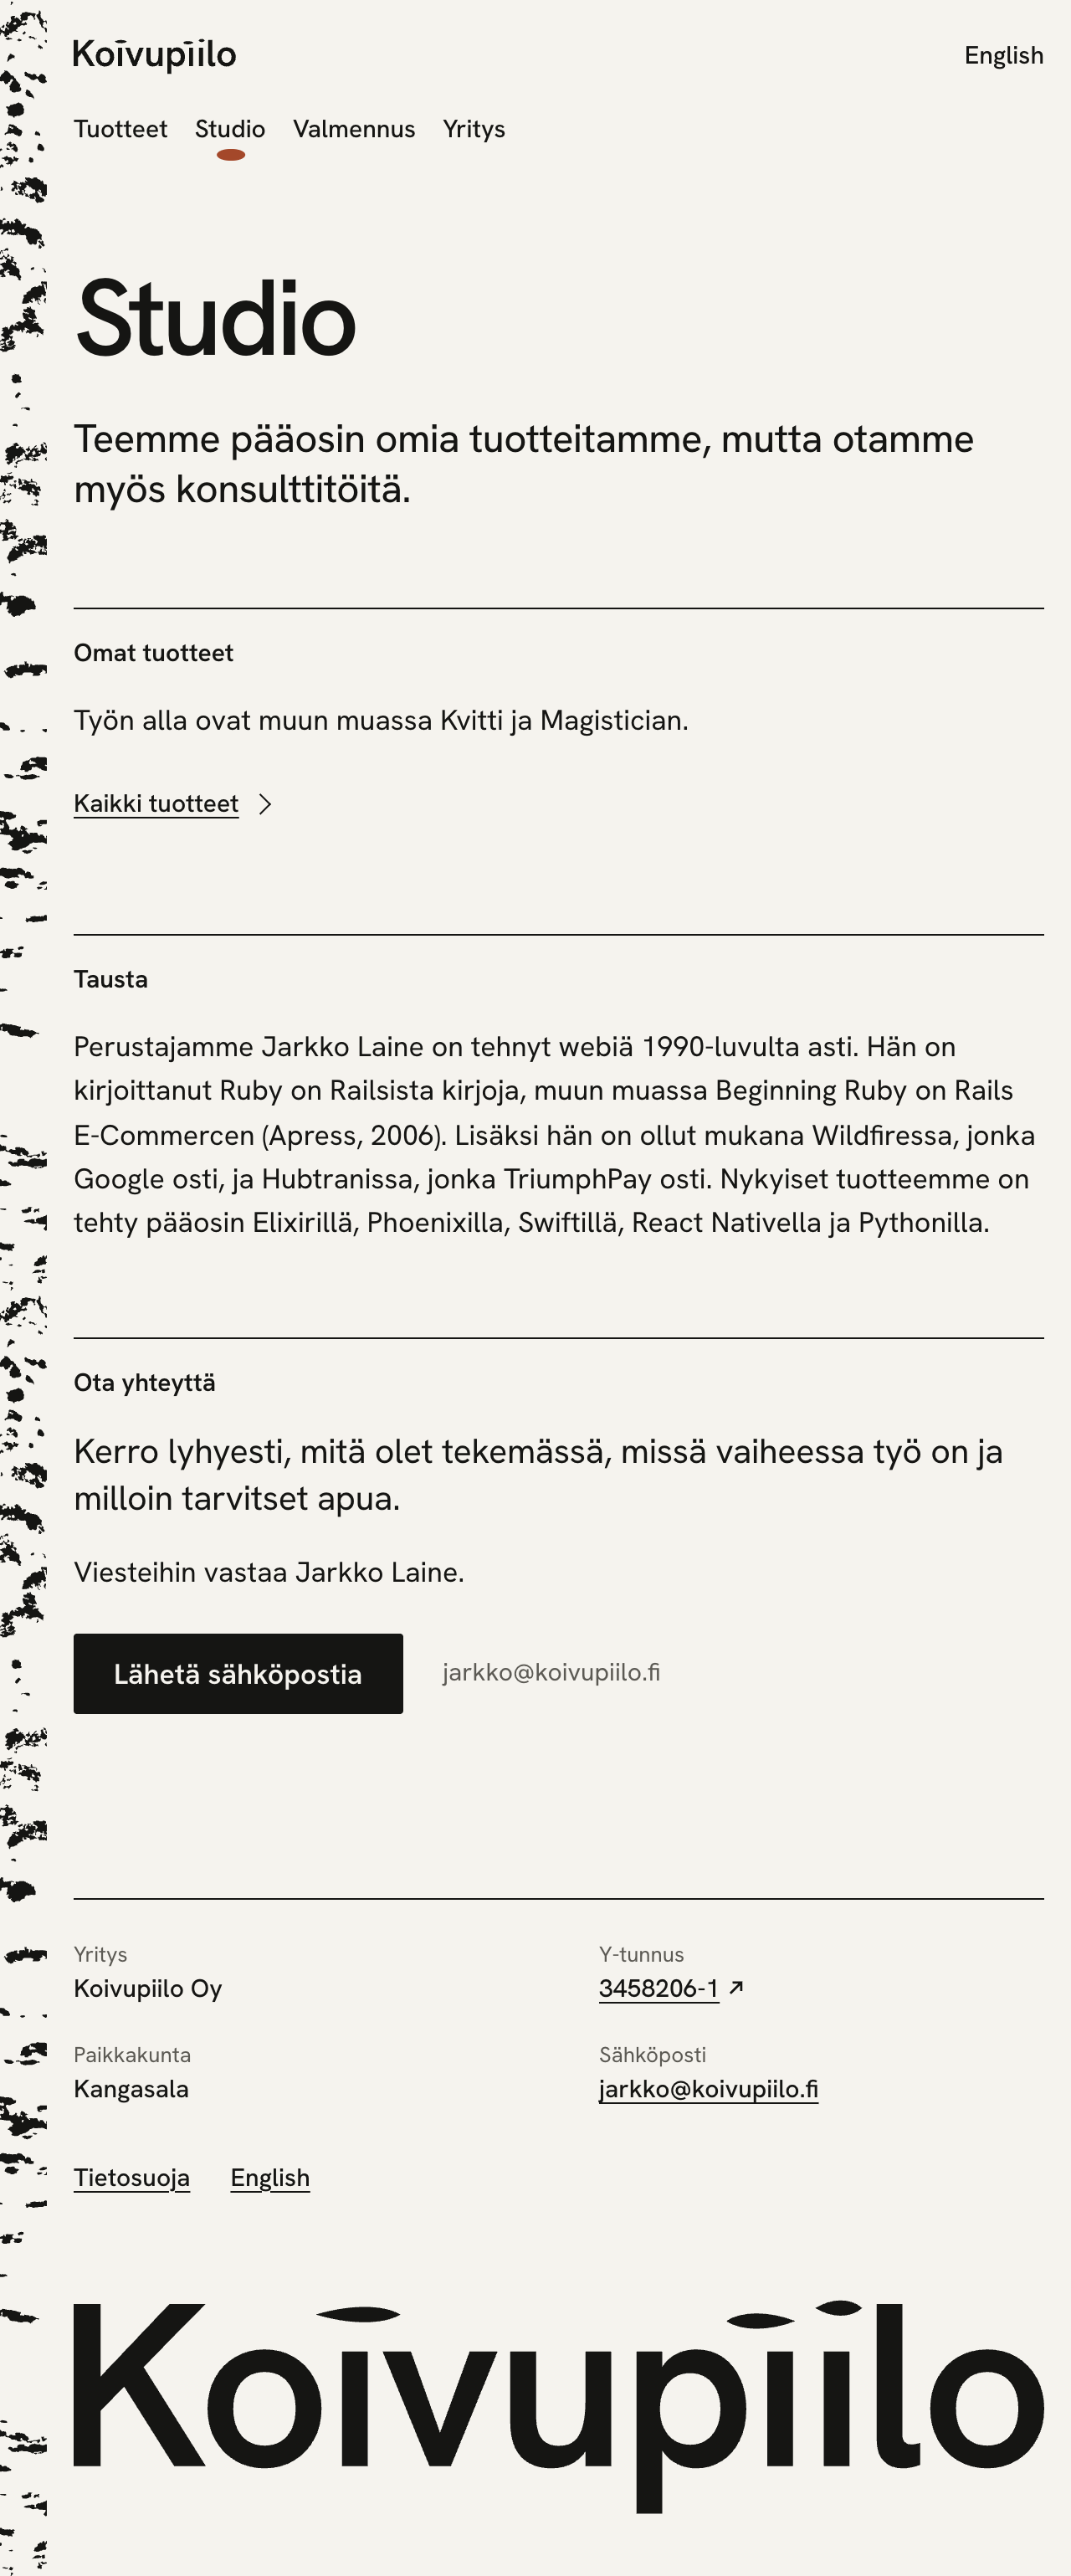 Koivupiilo
English
Tuotteet Studio Valmennus Yritys
Studio
Teemme pääosin omia tuotteitamme, mutta otamme
myös konsulttitöitä.
Omat tuotteet
Työn alla ovat muun muassa Kvitti ja Magistician.
Kaikki tuotteet
Tausta
Perustajamme Jarkko Laine on tehnyt webiä 1990-luvulta asti. Hän on
kirjoittanut Ruby on Railsista kirjoja, muun muassa Beginning Ruby on Rails
E-Commercen (Apress, 2006). Lisäksi hän on ollut mukana Wildfiressa, jonka
Google osti, ja Hubtranissa, jonka TriumphPay osti. Nykyiset tuotteemme on
tehty pääosin Elixirillä, Phoenixilla, Swiftillä, React Nativella ja Pythonilla.
Ota yhteyttä
Kerro lyhyesti, mitä olet tekemässä, missä vaiheessa työ on ja
milloin tarvitset apua.
Viesteihin vastaa Jarkko Laine.
Lähetä sähköpostia jarkko@koivupiilo.fi
Yritys
Koivupiilo Oy
Y-tunnus
3458206-1 ↗
Paikkakunta
Kangasala
Sähköposti
jarkko@koivupiilo.fi
Tietosuoja English
Koivupiilo